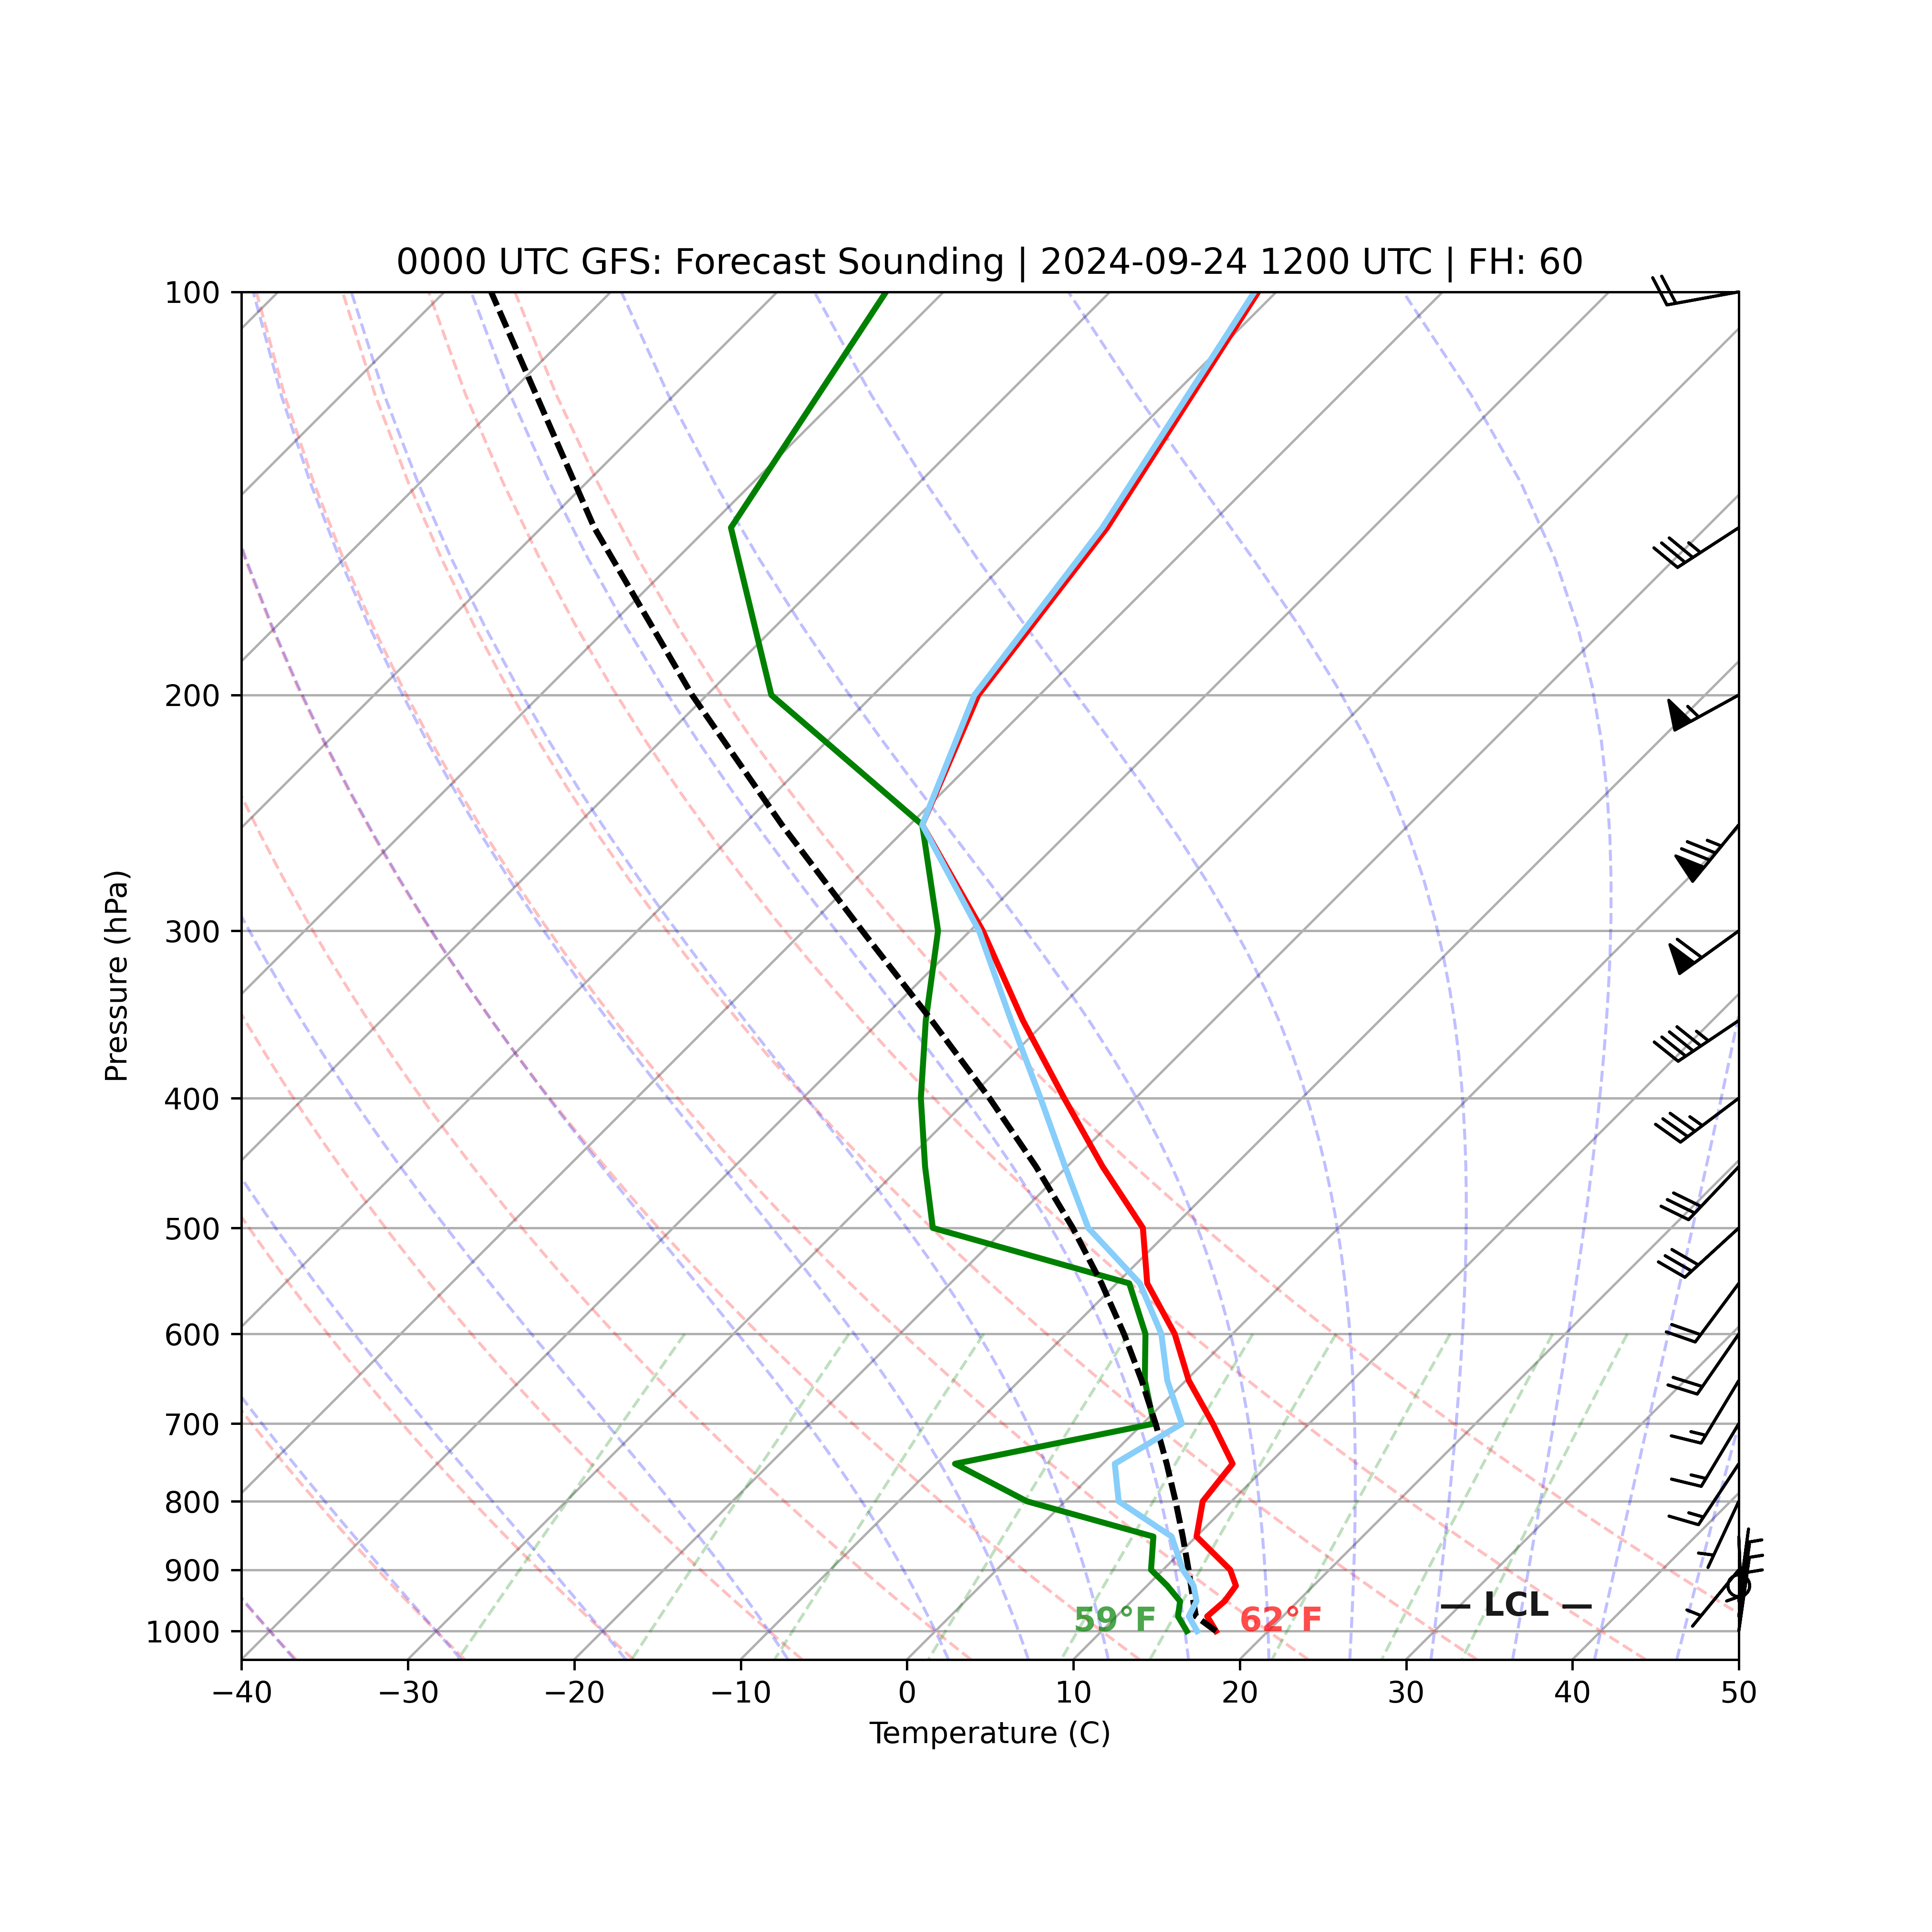 0000 UTC GFS: Forecast Sounding | 2024-09-24 1200 UTC | FH: 60
100
200
300
400
500
600
700
800
900
1000
Pressure (hPa)
59°F
62°F
— LCL —
−40 −30 −20 −10 0 10 20 30 40 50
Temperature (C)